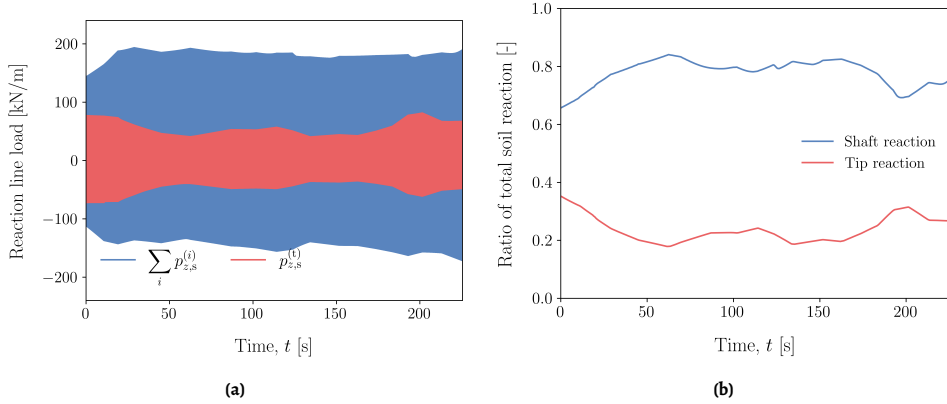 Reaction line load [kN/m]
200
100
0
−100
−200
∑ p_{z,s}^{(i)}
i
p_{z,s}^{(t)}
0
50
100
150
200
Time, t [s]
(a)
Ratio of total soil reaction [-]
1.0
0.8
0.6
0.4
0.2
0.0
Shaft reaction
Tip reaction
0
50
100
150
200
Time, t [s]
(b)